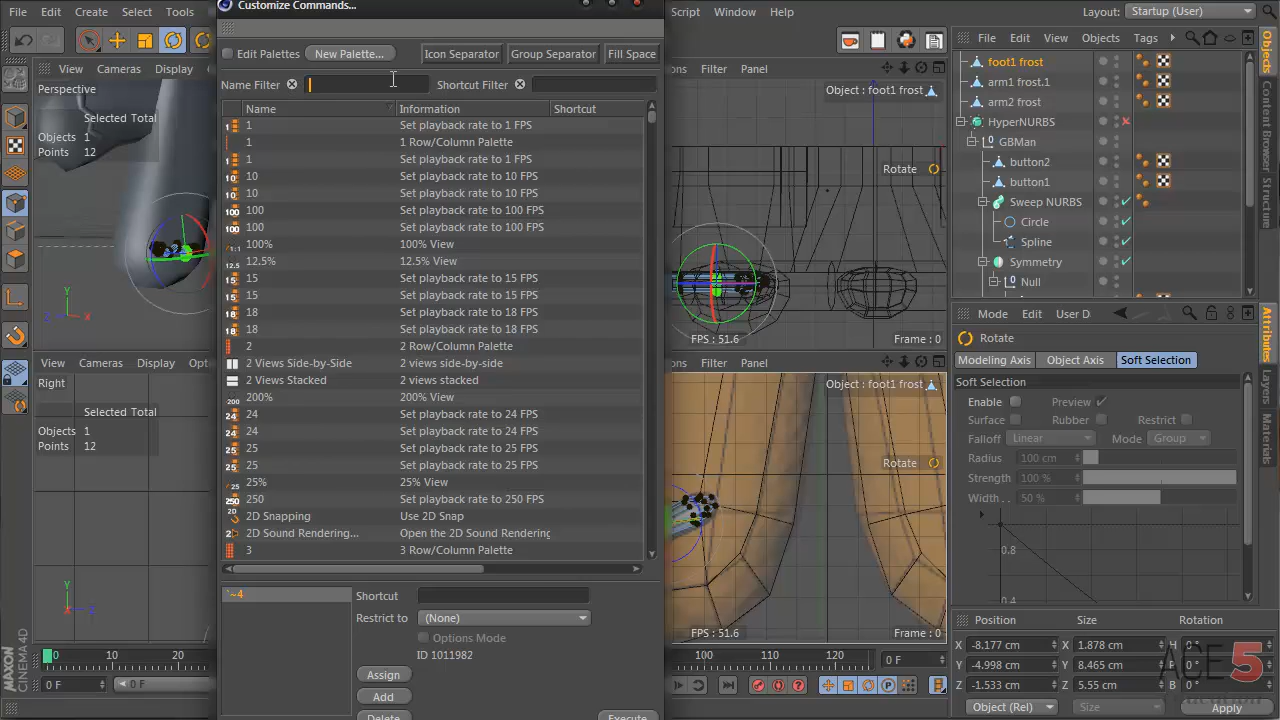 File Edit Create Select Tools
Customize Commands...
Script Window Help
Layout: Startup (User)
Edit Palettes New Palette... Icon Separator Group Separator Fill Space
Name Filter Shortcut Filter
Name Information Shortcut
1 Set playback rate to 1 FPS
1 1 Row/Column Palette
1 Set playback rate to 1 FPS
10 Set playback rate to 10 FPS
10 Set playback rate to 10 FPS
100 Set playback rate to 100 FPS
100 Set playback rate to 100 FPS
100% 100% View
12.5% 12.5% View
15 Set playback rate to 15 FPS
15 Set playback rate to 15 FPS
18 Set playback rate to 18 FPS
18 Set playback rate to 18 FPS
2 2 Row/Column Palette
2 Views Side-by-Side 2 views side-by-side
2 Views Stacked 2 views stacked
200% 200% View
24 Set playback rate to 24 FPS
24 Set playback rate to 24 FPS
25 Set playback rate to 25 FPS
25 Set playback rate to 25 FPS
25% 25% View
250 Set playback rate to 250 FPS
2D Snapping Use 2D Snap
2D Sound Rendering... Open the 2D Sound Rendering
3 3 Row/Column Palette
'~4
Shortcut
Restrict to (None)
Options Mode
ID 1011982
Assign
Add
Delete
Execute
View Cameras Display
Perspective
Selected Total
Objects 1
Points 12
Y
Z X
View Cameras Display Opt
Right
Selected Total
Objects 1
Points 12
Y
Z
Filter Panel
Object : foot1 frost
Rotate
FPS : 51.6 Frame : 0
Filter Panel
Object : foot1 frost
Rotate
FPS : 51.6 Frame : 0
File Edit View Objects Tags
foot1 frost
arm1 frost.1
arm2 frost
HyperNURBS
GBMan
button2
button1
Sweep NURBS
Circle
Spline
Symmetry
Null
Objects
Content Browser
Structure
Attributes
Layers
Materials
Mode Edit User D
Rotate
Modeling Axis Object Axis Soft Selection
Soft Selection
Enable Preview
Surface Rubber Restrict
Falloff Linear Mode Group
Radius 100 cm
Strength 100 %
Width . . 50 %
0.8
0.4
Position Size Rotation
X -8.177 cm X 1.878 cm H 0 °
Y -4.998 cm Y 8.465 cm P 0 °
Z -1.533 cm Z 5.55 cm B 0 °
Object (Rel) Size Apply
0 10 20
100 110 120 130
0 F
0 F 0 F
MAXON CINEMA4D
ACE 5